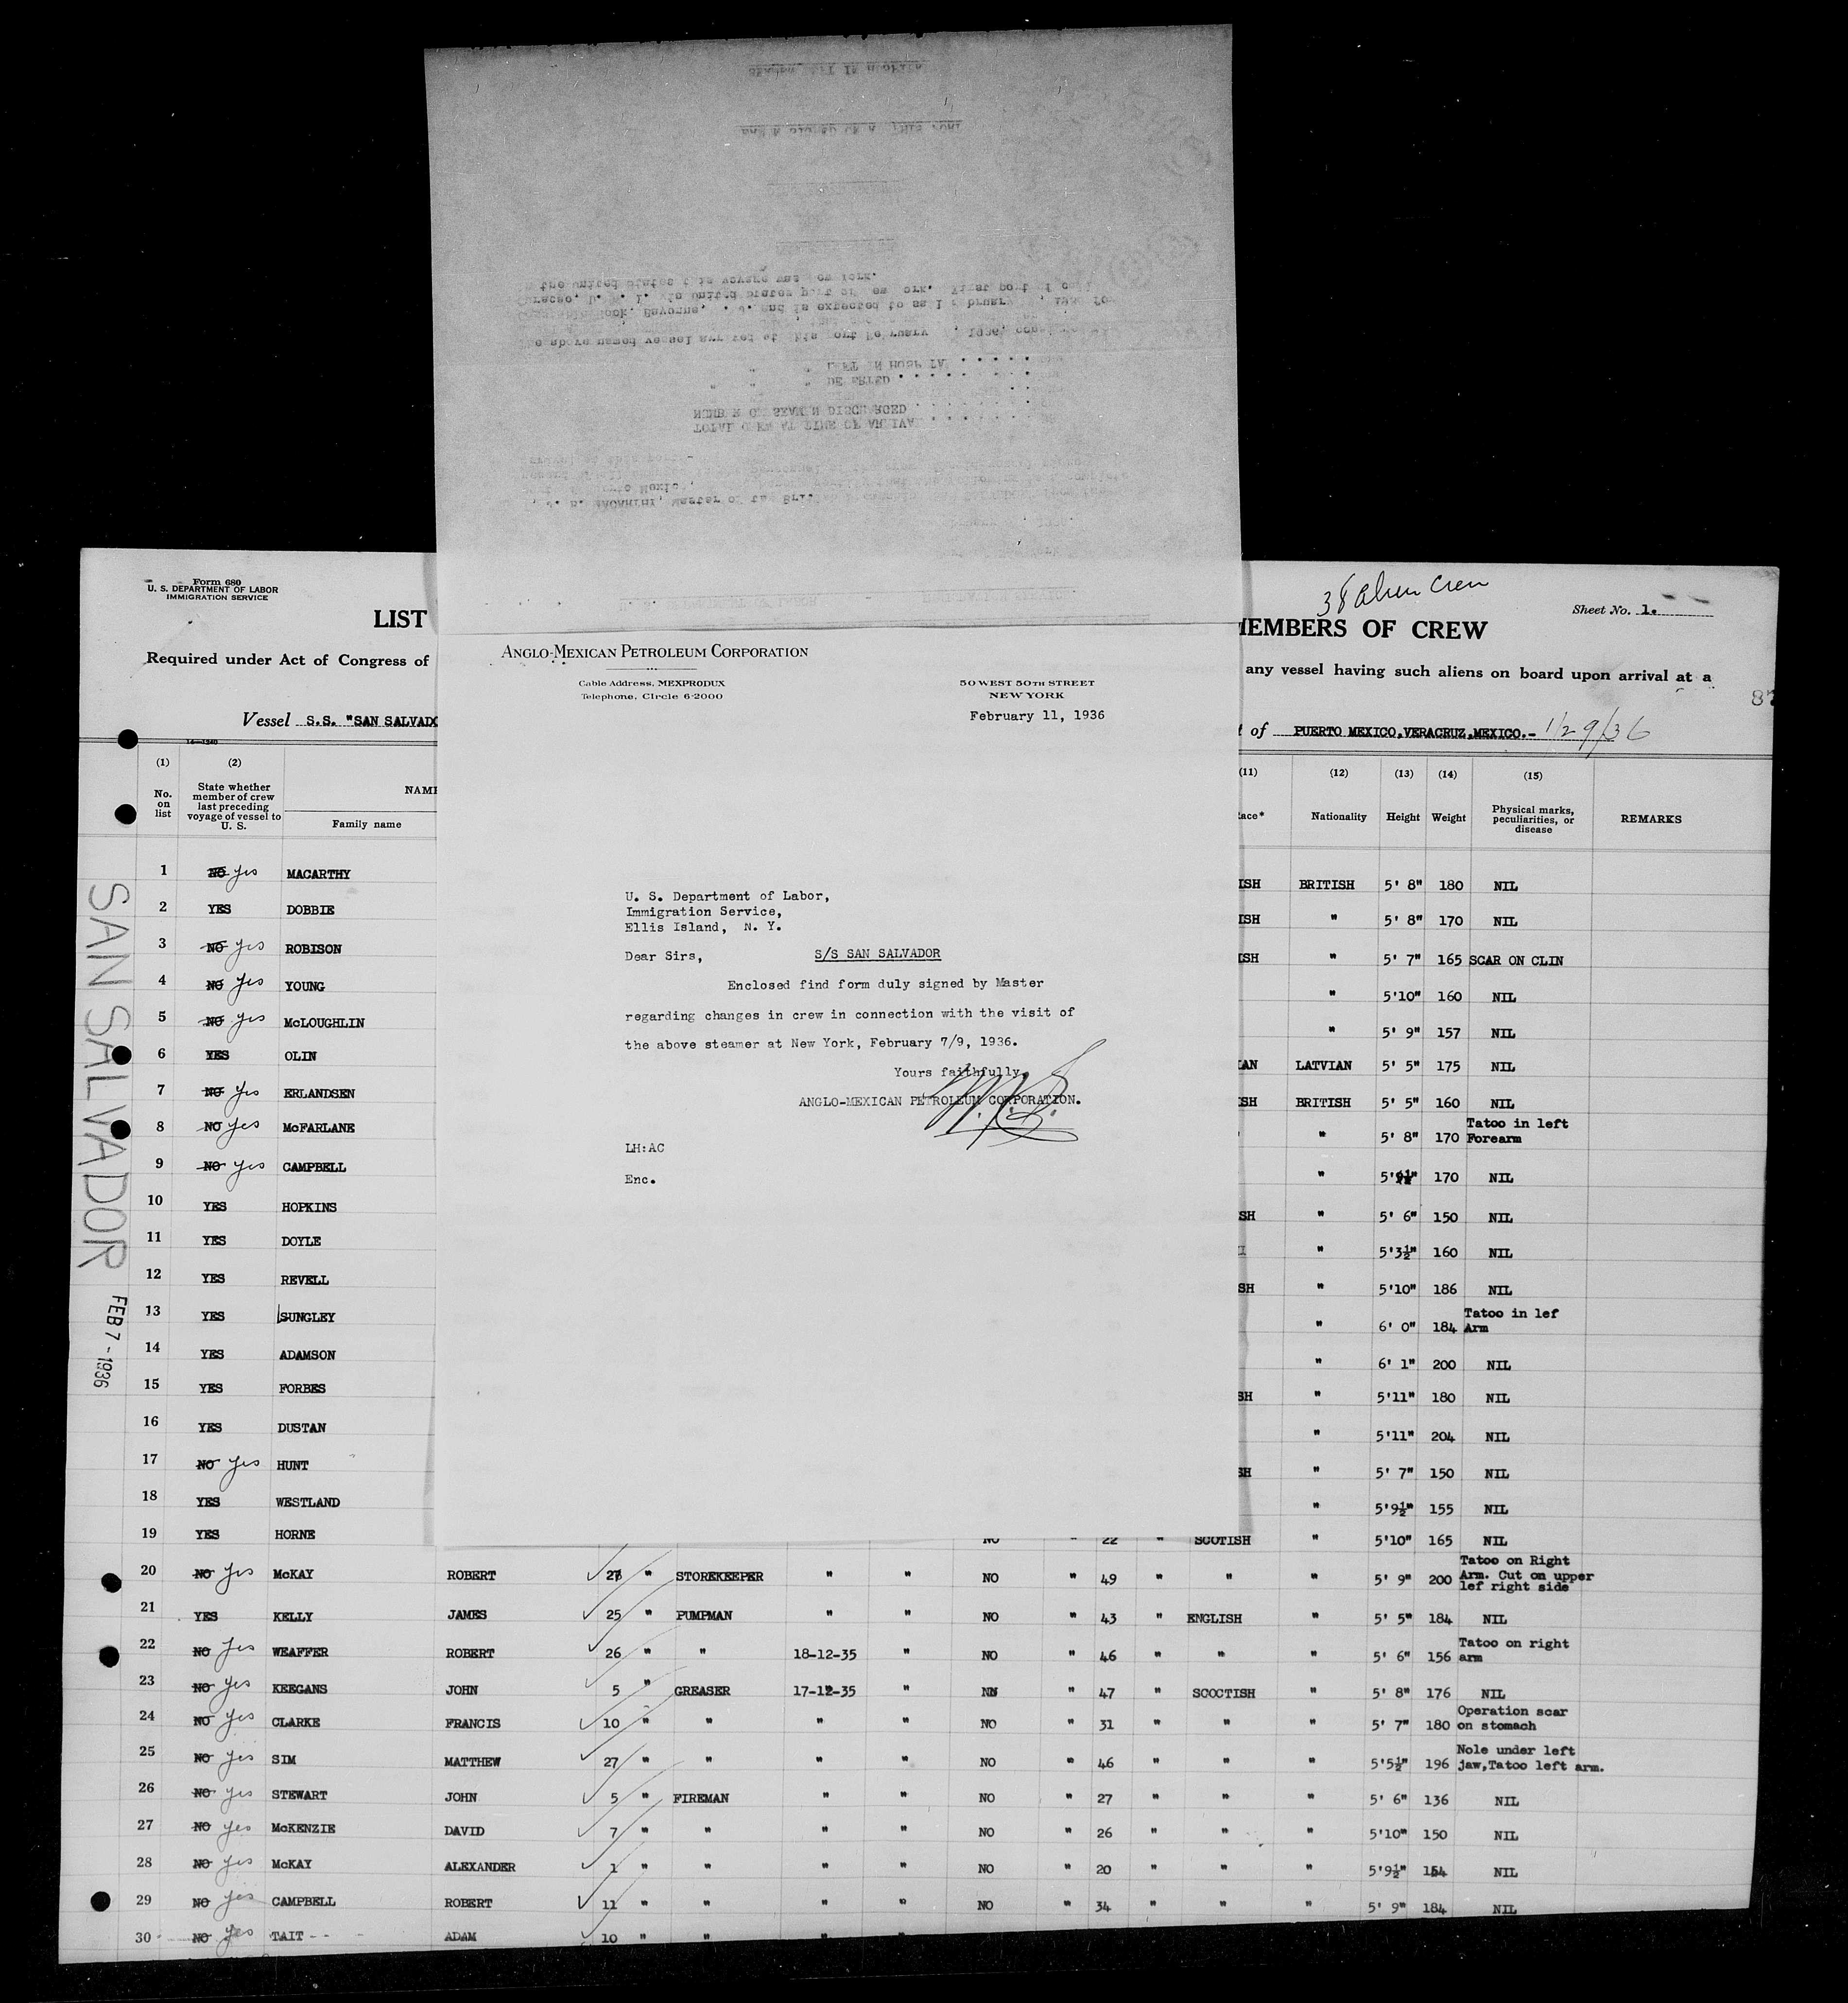 Form 680
U. S. DEPARTMENT OF LABOR
IMMIGRATION SERVICE
LIST
Required under Act of Congress of
Vessel S.S. "SAN SALVADO
38 alien crew
Sheet No. 1.
MEMBERS OF CREW
any vessel having such aliens on board upon arrival at a
87
of PUERTO MEXICO,VERACRUZ,MEXICO.- 1/29/36
ANGLO-MEXICAN PETROLEUM CORPORATION
Cable Address, MEXPRODUX
Telephone, Circle 6-2000
50 WEST 50TH STREET
NEW YORK
February 11, 1936
U. S. Department of Labor,
Immigration Service,
Ellis Island, N. Y.
Dear Sirs, S/S SAN SALVADOR
Enclosed find form duly signed by Master
regarding changes in crew in connection with the visit of
the above steamer at New York, February 7/9, 1936.
Yours faithfully,
ANGLO-MEXICAN PETROLEUM CORPORATION.
LH:AC
Enc.
SAN SALVADOR
FEB 7 - 1936
(1) (2) (11) (12) (13) (14) (15)
No. on list
State whether member of crew last preceding voyage of vessel to U. S.
NAME
Family name
Race* Nationality Height Weight Physical marks, peculiarities, or disease REMARKS
1 NO yes MACARTHY ISH BRITISH 5' 8" 180 NIL
2 YES DOBBIE ISH " 5' 8" 170 NIL
3 NO yes ROBISON ISH " 5' 7" 165 SCAR ON CLIN
4 NO yes YOUNG " 5'10" 160 NIL
5 NO yes McLOUGHLIN " 5' 9" 157 NIL
6 YES OLIN IAN LATVIAN 5' 5" 175 NIL
7 NO yes ERLANDSEN SH BRITISH 5' 5" 160 NIL
8 NO yes McFARLANE " 5' 8" 170 Tatoo in left Forearm
9 NO yes CAMPBELL " 5'9½" 170 NIL
10 YES HOPKINS SH " 5' 6" 150 NIL
11 YES DOYLE " 5'3½" 160 NIL
12 YES REVELL SH " 5'10" 186 NIL
13 YES SUNGLEY " 6' 0" 184 Tatoo in lef Arm
14 YES ADAMSON " 6' 1" 200 NIL
15 YES FORBES SH " 5'11" 180 NIL
16 YES DUSTAN " 5'11" 204 NIL
17 NO yes HUNT SH " 5' 7" 150 NIL
18 YES WESTLAND " 5'9½" 155 NIL
19 YES HORNE NO " 22 " SCOTISH " 5'10" 165 NIL
20 NO yes McKAY ROBERT 27 " STOREKEEPER " " NO " 49 " " " 5' 9" 200 Tatoo on Right Arm. Cut on upper lef right side
21 YES KELLY JAMES 25 " PUMPMAN " " NO " 43 " ENGLISH " 5' 5" 184 NIL
22 NO yes WEAFFER ROBERT 26 " " 18-12-35 " NO " 46 " " " 5' 6" 156 Tatoo on right arm
23 NO yes KEEGANS JOHN 5 " GREASER 17-12-35 " NN " 47 " SCOCTISH " 5' 8" 176 NIL
24 NO yes CLARKE FRANCIS 10 " " " " NO " 31 " " " 5' 7" 180 Operation scar on stomach
25 NO yes SIM MATTHEW 27 " " " " NO " 46 " " " 5'5½" 196 Nole under left jaw,Tatoo left arm.
26 NO yes STEWART JOHN 5 " FIREMAN " " NO " 27 " " " 5' 6" 136 NIL
27 NO yes McKENZIE DAVID 7 " " " " NO " 26 " " " 5'10" 150 NIL
28 NO yes McKAY ALEXANDER 1 " " " " NO " 20 " " " 5'9½" 154 NIL
29 NO yes CAMPBELL ROBERT 11 " " " " NO " 34 " " " 5' 9" 184 NIL
30 NO yes TAIT ADAM 10 " " "